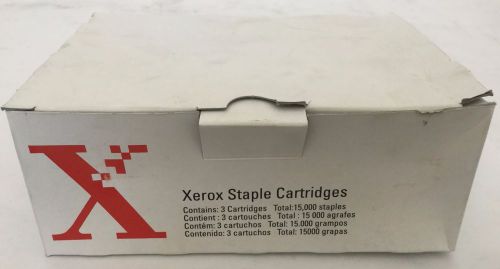 X
Xerox Staple Cartridges
Contains: 3 Cartridges Total:15,000 staples
Contient : 3 cartouches Total : 15 000 agrafes
Contém: 3 cartuchos Total: 15.000 grampos
Contenido: 3 cartuchos Total: 15000 grapas